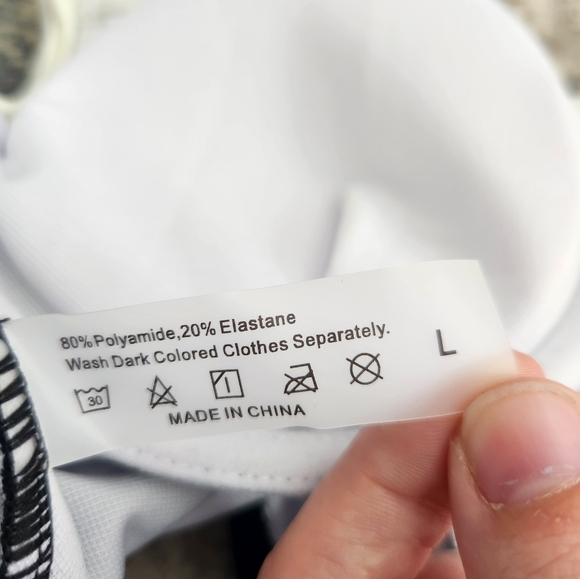 80%Polyamide,20% Elastane
Wash Dark Colored Clothes Separately.
L
30
MADE IN CHINA